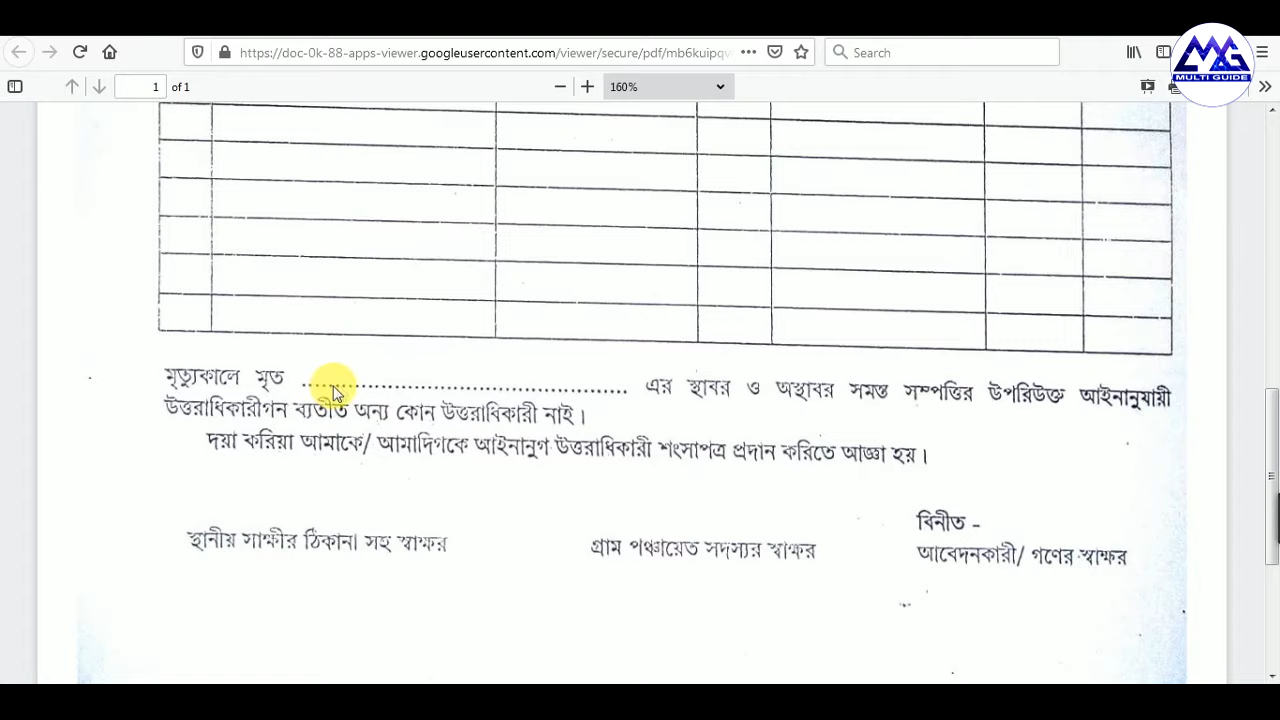 https://doc-0k-88-apps-viewer.googleusercontent.com/viewer/secure/pdf/mb6kuipqv
Search
MG
MULTI GUIDE
1 of 1
160%
মৃত্যুকালে মৃত ........................................................ এর স্থাবর ও অস্থাবর সমস্ত সম্পত্তির উপরিউক্ত আইনানুযায়ী
উত্তরাধিকারীগন ব্যতীত অন্য কোন উত্তরাধিকারী নাই।
দয়া করিয়া আমাকে/ আমাদিগকে আইনানুগ উত্তরাধিকারী শংসাপত্র প্রদান করিতে আজ্ঞা হয়।
বিনীত -
স্থানীয় সাক্ষীর ঠিকানা সহ স্বাক্ষর
গ্রাম পঞ্চায়েত সদস্যর স্বাক্ষর
আবেদনকারী/ গণের স্বাক্ষর